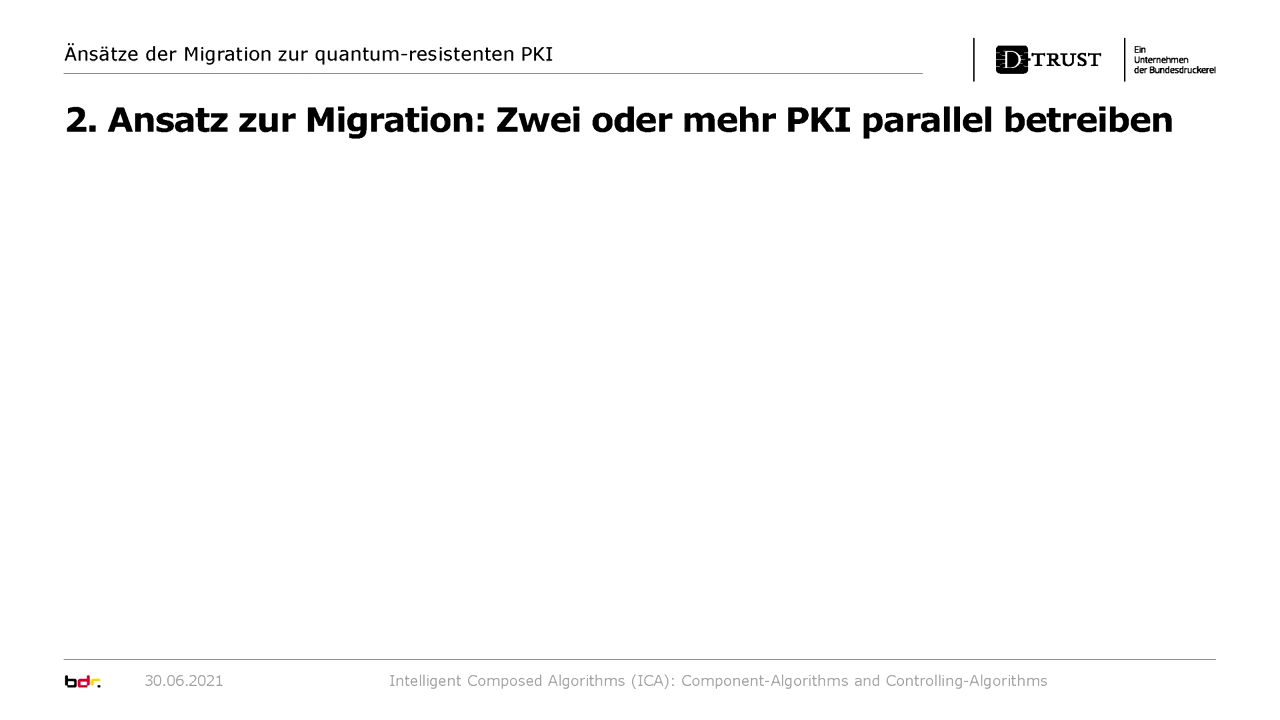 Änsätze der Migration zur quantum-resistenten PKI
D-TRUST
Ein
Unternehmen
der Bundesdruckerei
2. Ansatz zur Migration: Zwei oder mehr PKI parallel betreiben
bdr.
30.06.2021
Intelligent Composed Algorithms (ICA): Component-Algorithms and Controlling-Algorithms